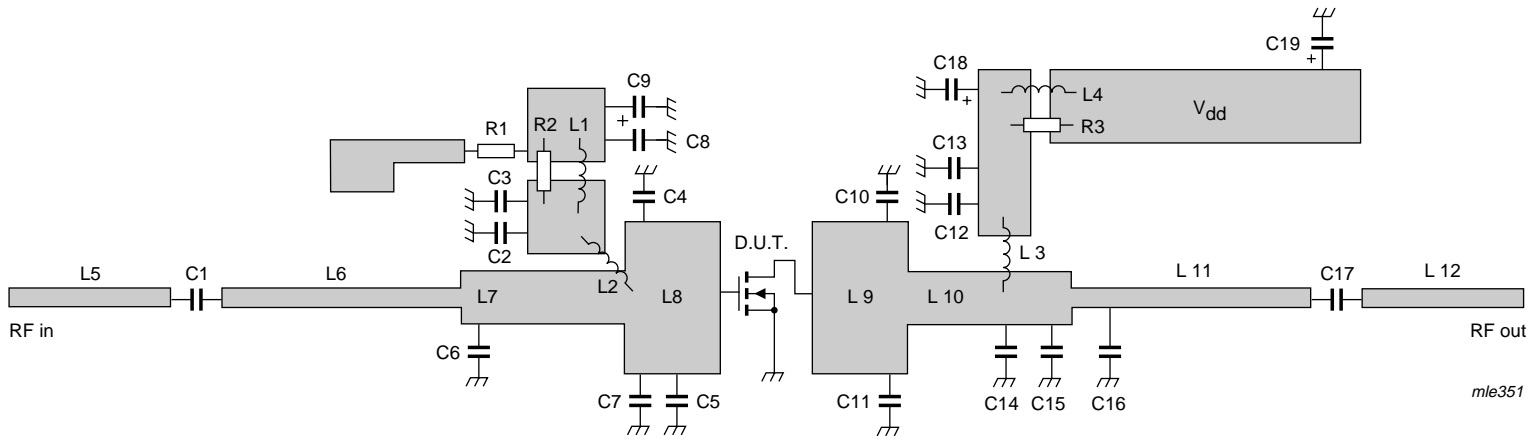 C19
C18
C9
L4
Vdd
R1
R2
L1
+
+
+
R3
C8
C13
C3
C4
C10
C12
C2
D.U.T.
L 3
L5
C1
L6
L2
L 11
C17
L 12
L7
L8
L 9
L 10
RF in
RF out
C6
C7
C5
C11
C14
C15
C16
mle351